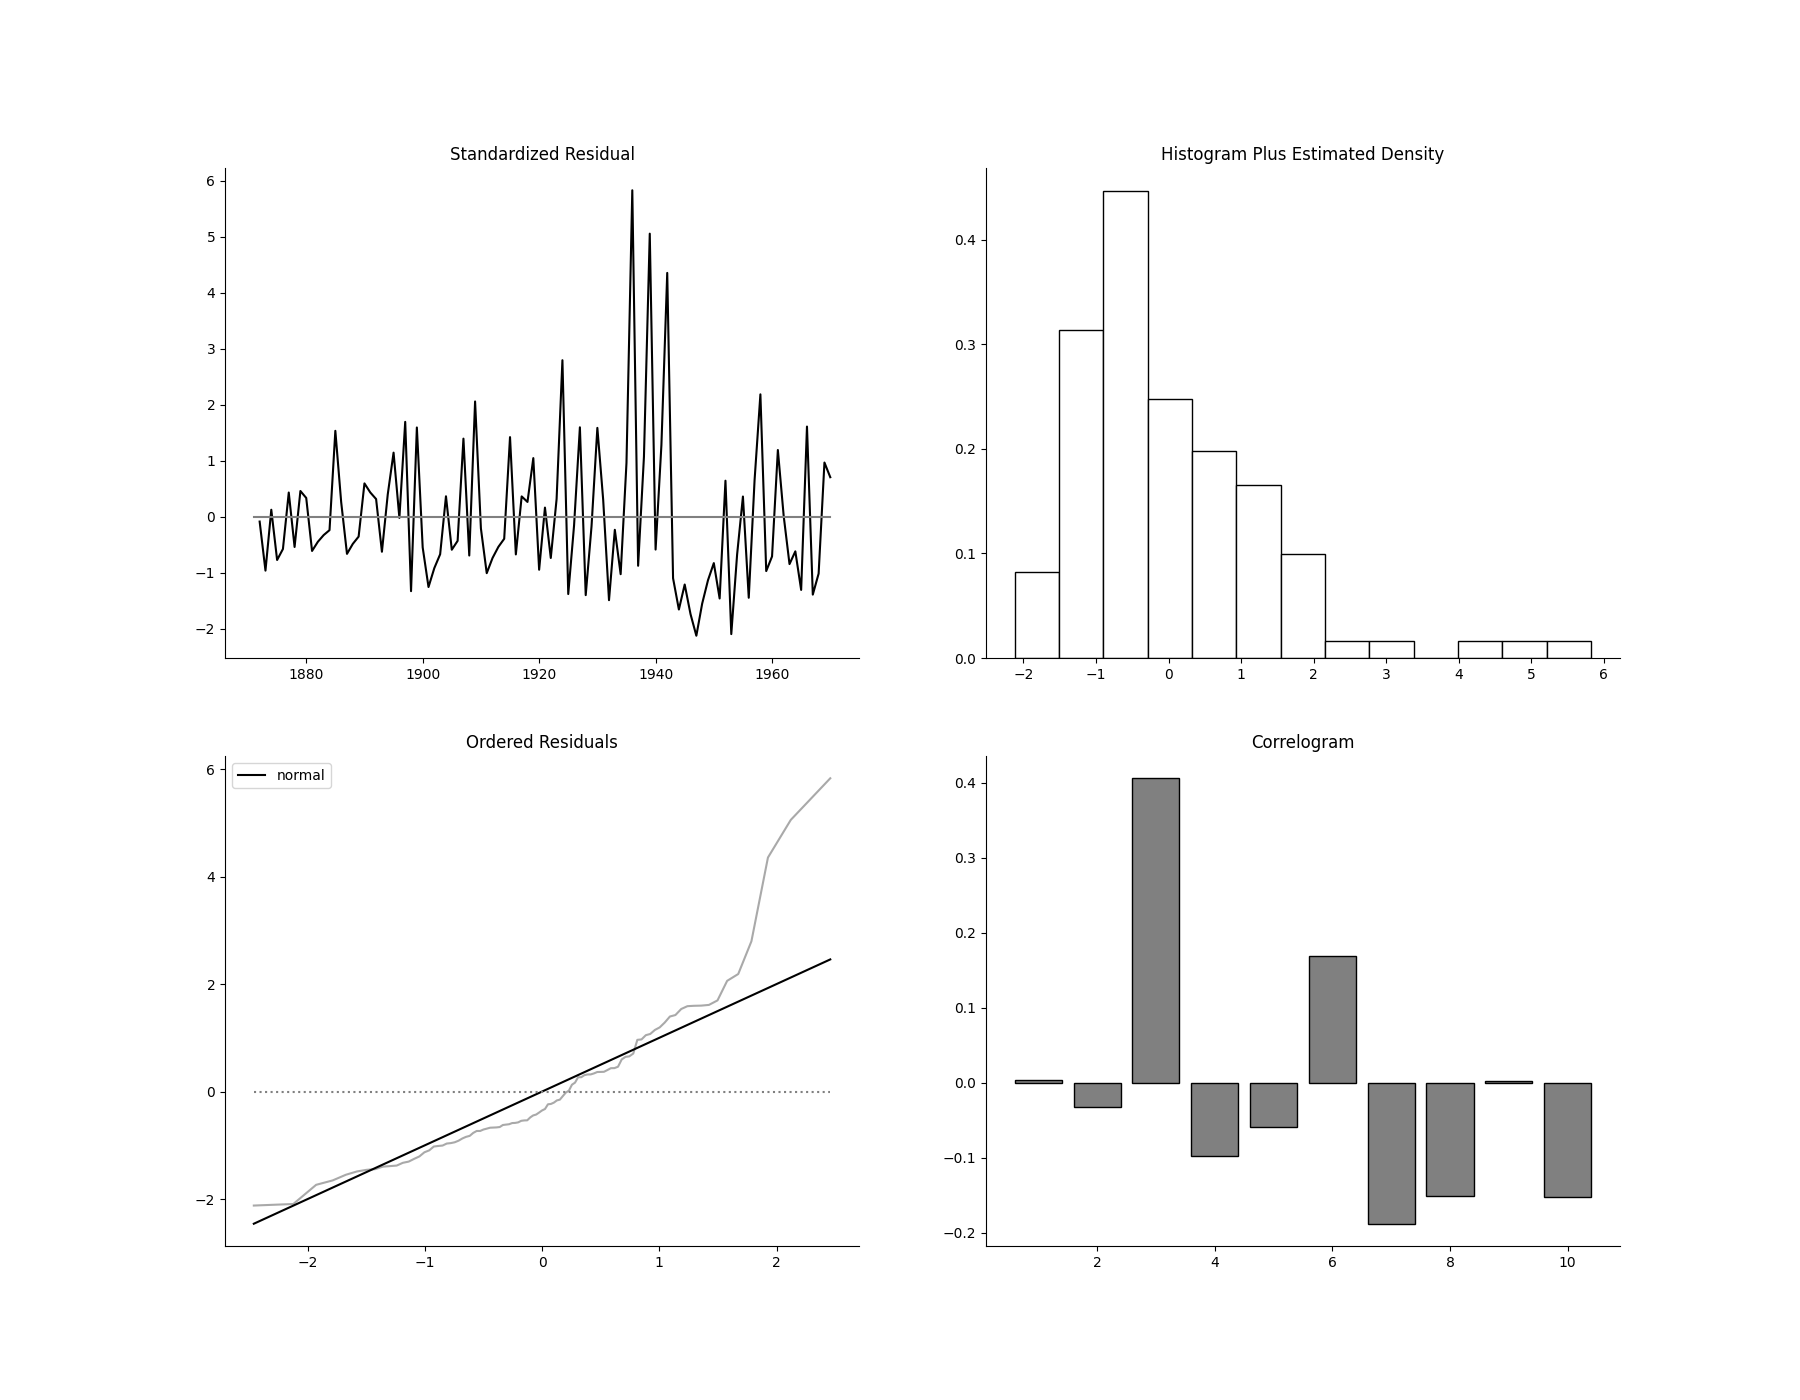 Standardized Residual
6
5
4
3
2
1
0
−1
−2
1880 1900 1920 1940 1960
Histogram Plus Estimated Density
0.4
0.3
0.2
0.1
0.0
−2 −1 0 1 2 3 4 5 6
Ordered Residuals
normal
6
4
2
0
−2
−2 −1 0 1 2
Correlogram
0.4
0.3
0.2
0.1
0.0
−0.1
−0.2
2 4 6 8 10